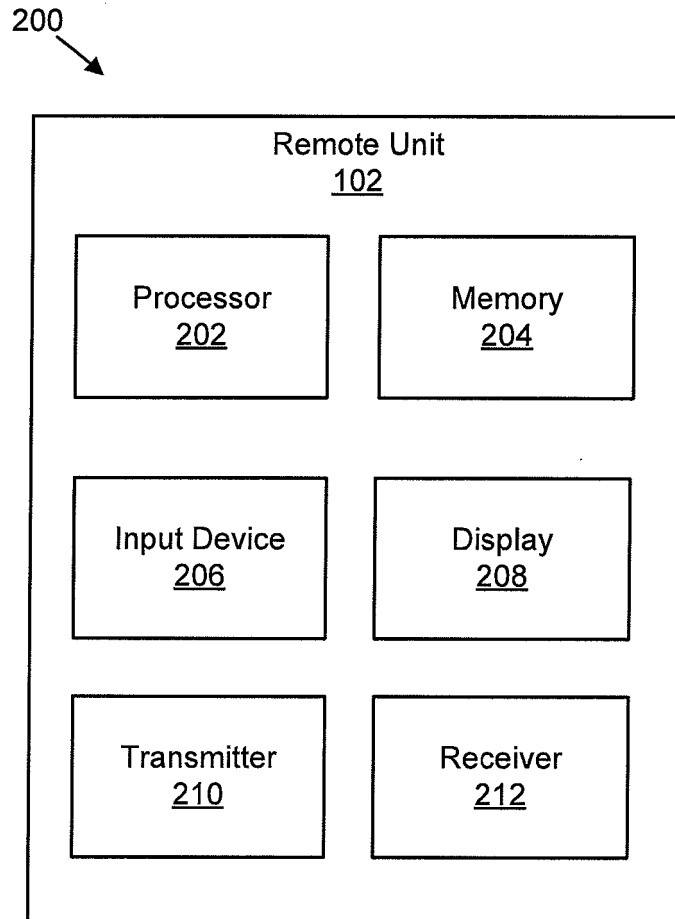 200
Remote Unit
102
Processor
202
Memory
204
Input Device
206
Display
208
Transmitter
210
Receiver
212